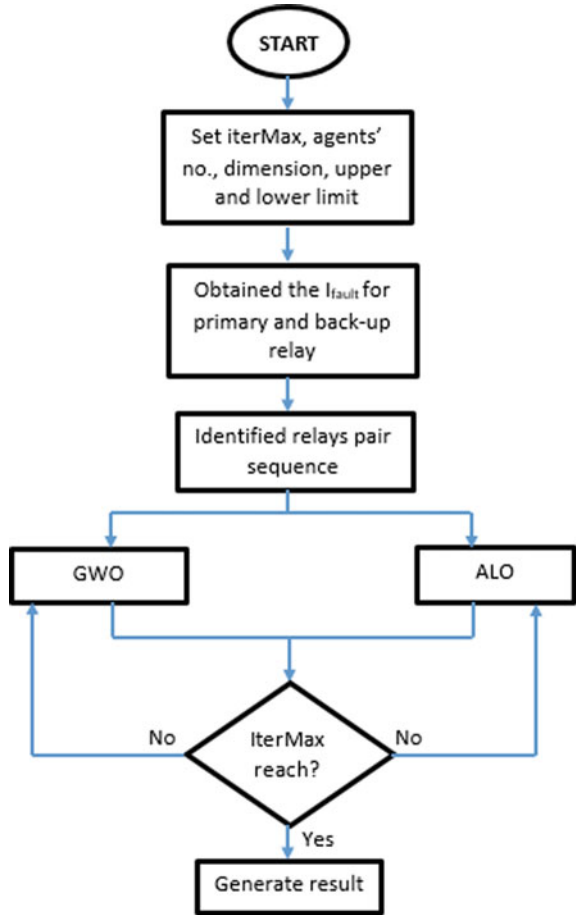 START
Set iterMax, agents'
no., dimension, upper
and lower limit
Obtained the Ifault for
primary and back-up
relay
Identified relays pair
sequence
GWO
ALO
No
IterMax
reach?
No
Yes
Generate result